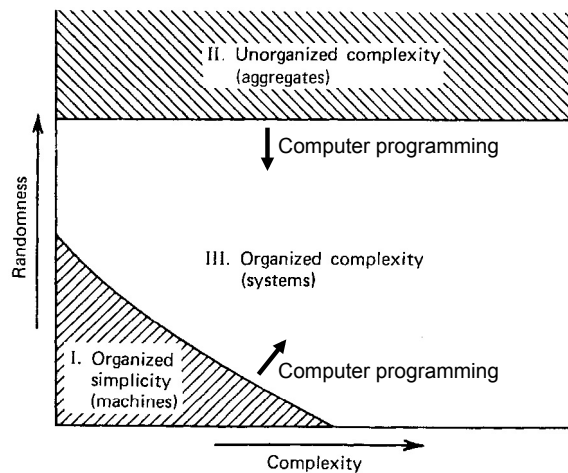 II. Unorganized complexity
(aggregates)
Computer programming
Randomness
III. Organized complexity
(systems)
I. Organized
simplicity
(machines)
Computer programming
Complexity